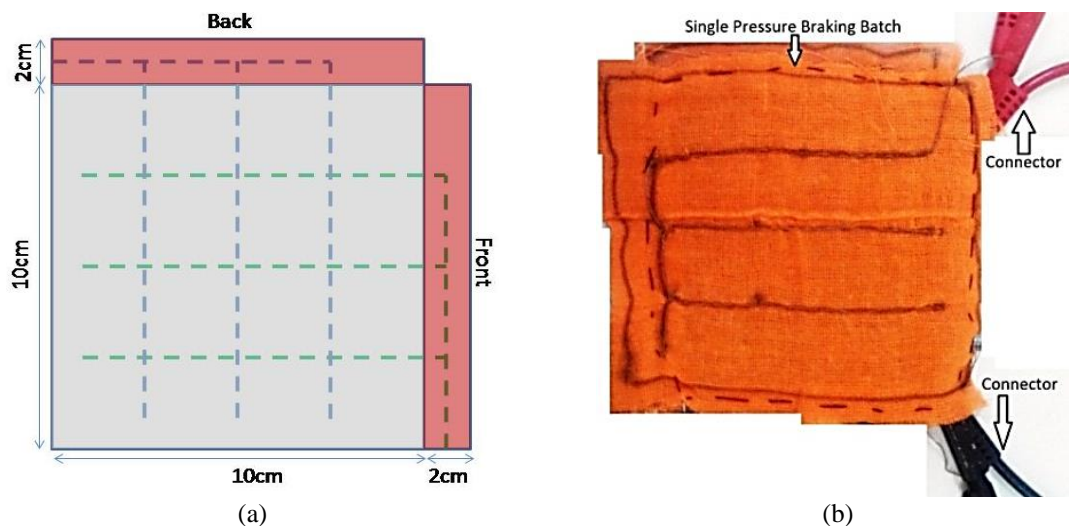 Back
2cm
10cm
Front
10cm
2cm
(a)
Single Pressure Braking Batch
Connector
Connector
(b)